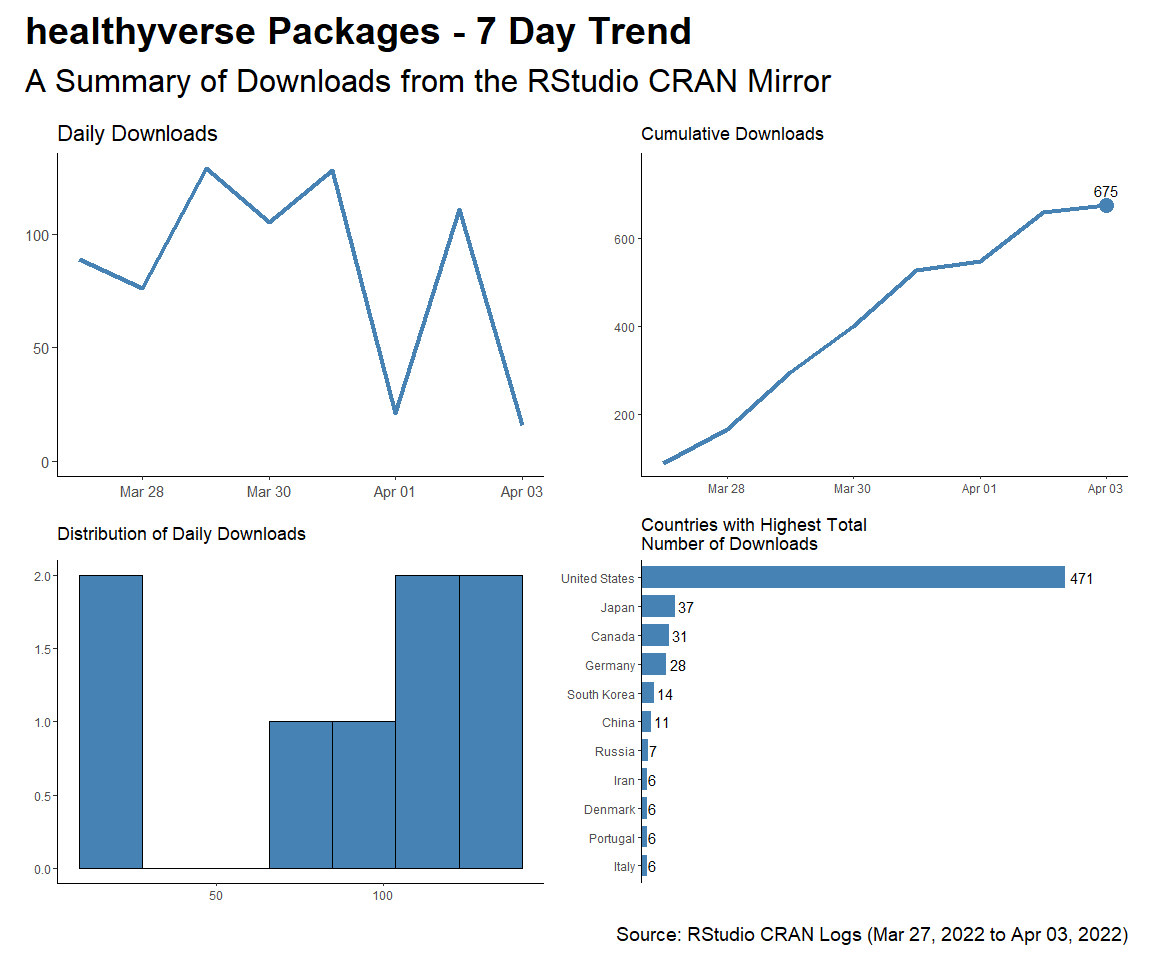 healthyverse Packages - 7 Day Trend
A Summary of Downloads from the RStudio CRAN Mirror
Daily Downloads
100
50
0
Mar 28 Mar 30 Apr 01 Apr 03
Cumulative Downloads
675
600
400
200
Mar 28 Mar 30 Apr 01 Apr 03
Distribution of Daily Downloads
2.0
1.5
1.0
0.5
0.0
50 100
Countries with Highest Total
Number of Downloads
United States 471
Japan 37
Canada 31
Germany 28
South Korea 14
China 11
Russia 7
Iran 6
Denmark 6
Portugal 6
Italy 6
Source: RStudio CRAN Logs (Mar 27, 2022 to Apr 03, 2022)